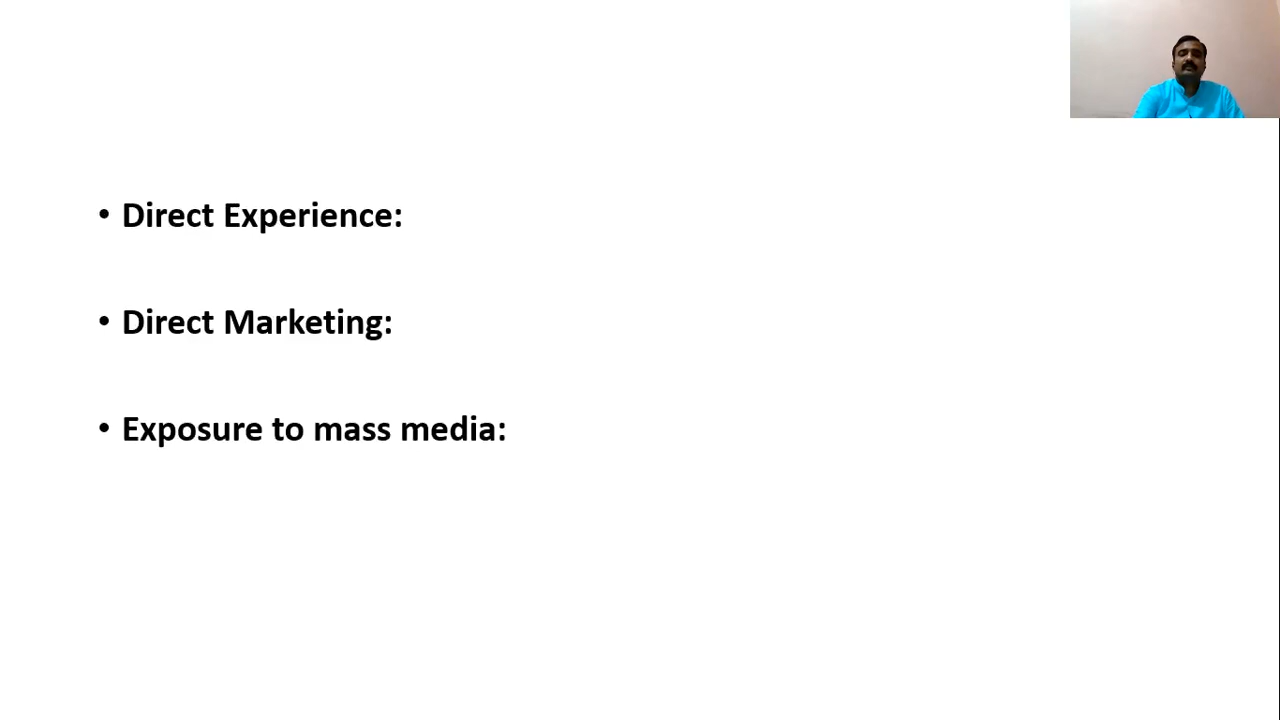 • Direct Experience:
• Direct Marketing:
• Exposure to mass media: